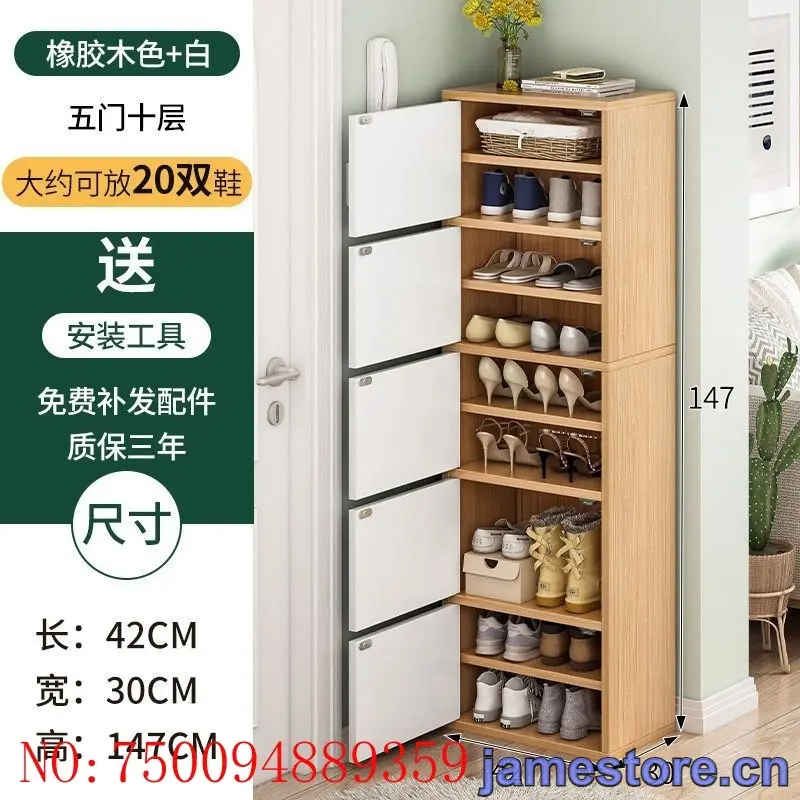 橡胶木色+白
五门十层
大约可放20双鞋
送
安装工具
免费补发配件
质保三年
尺寸
长：42CM
宽：30CM
高：147CM
147
NO:750094889359
jamestore.cn